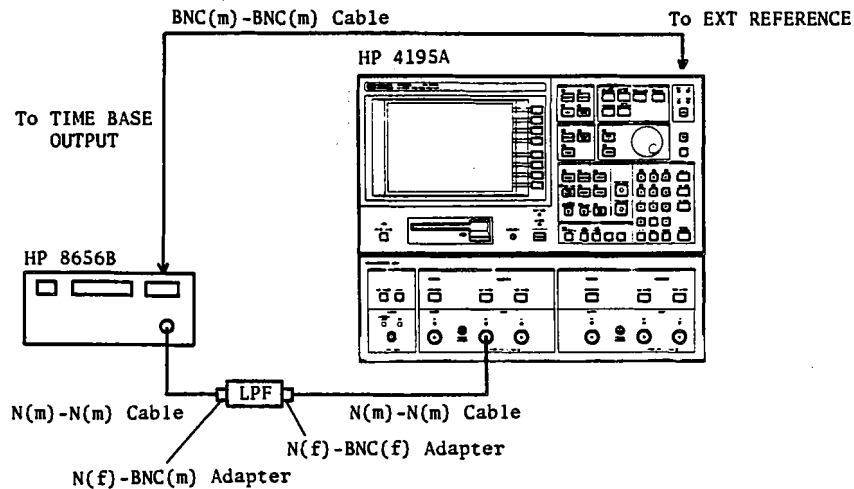 BNC(m)-BNC(m) Cable
To EXT REFERENCE
HP 4195A
To TIME BASE
OUTPUT
HP 8656B
LPF
N(m)-N(m) Cable
N(m)-N(m) Cable
N(f)-BNC(f) Adapter
N(f)-BNC(m) Adapter